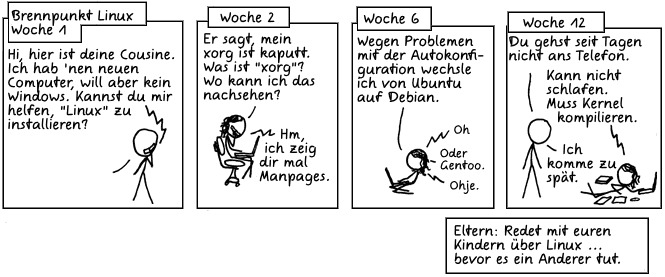 Brennpunkt Linux
Woche 1
Hi, hier ist deine Cousine.
Ich hab 'nen neuen
Computer, will aber kein
Windows. Kannst du mir
helfen, "Linux" zu
installieren?
Woche 2
Er sagt, mein
xorg ist kaputt.
Was ist "xorg"?
Wo kann ich das
nachsehen?
Hm,
ich zeig
dir mal
Manpages.
Woche 6
Wegen Problemen
mit der Autokonfi-
guration wechsle
ich von Ubuntu
auf Debian.
Oh
Oder
Gentoo.
Ohje.
Woche 12
Du gehst seit Tagen
nicht ans Telefon.
Kann nicht
schlafen.
Muss Kernel
kompilieren.
Ich
komme zu
spät.
Eltern: Redet mit euren
Kindern über Linux ...
bevor es ein Anderer tut.